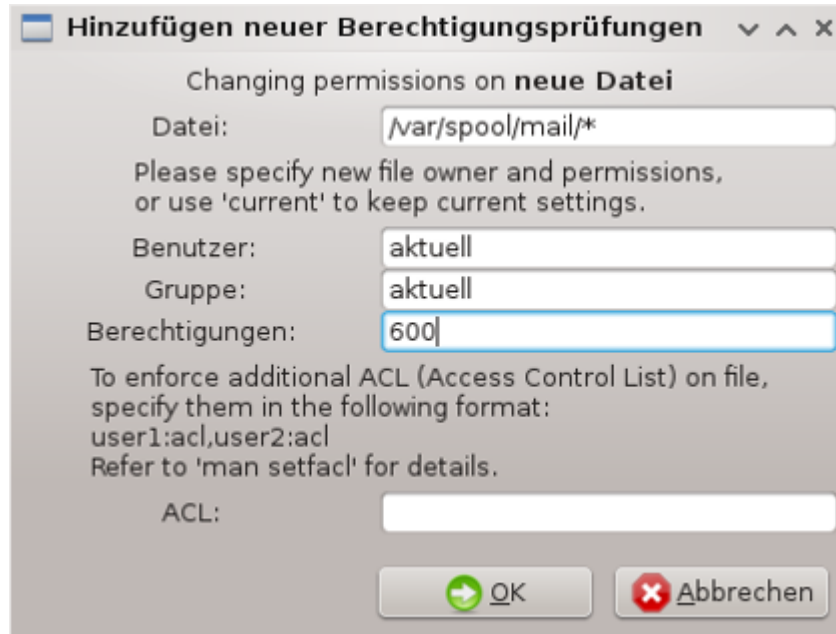 Hinzufügen neuer Berechtigungsprüfungen
Changing permissions on neue Datei
Datei: /var/spool/mail/*
Please specify new file owner and permissions,
or use 'current' to keep current settings.
Benutzer: aktuell
Gruppe: aktuell
Berechtigungen: 600
To enforce additional ACL (Access Control List) on file,
specify them in the following format:
user1:acl,user2:acl
Refer to 'man setfacl' for details.
ACL:
OK Abbrechen